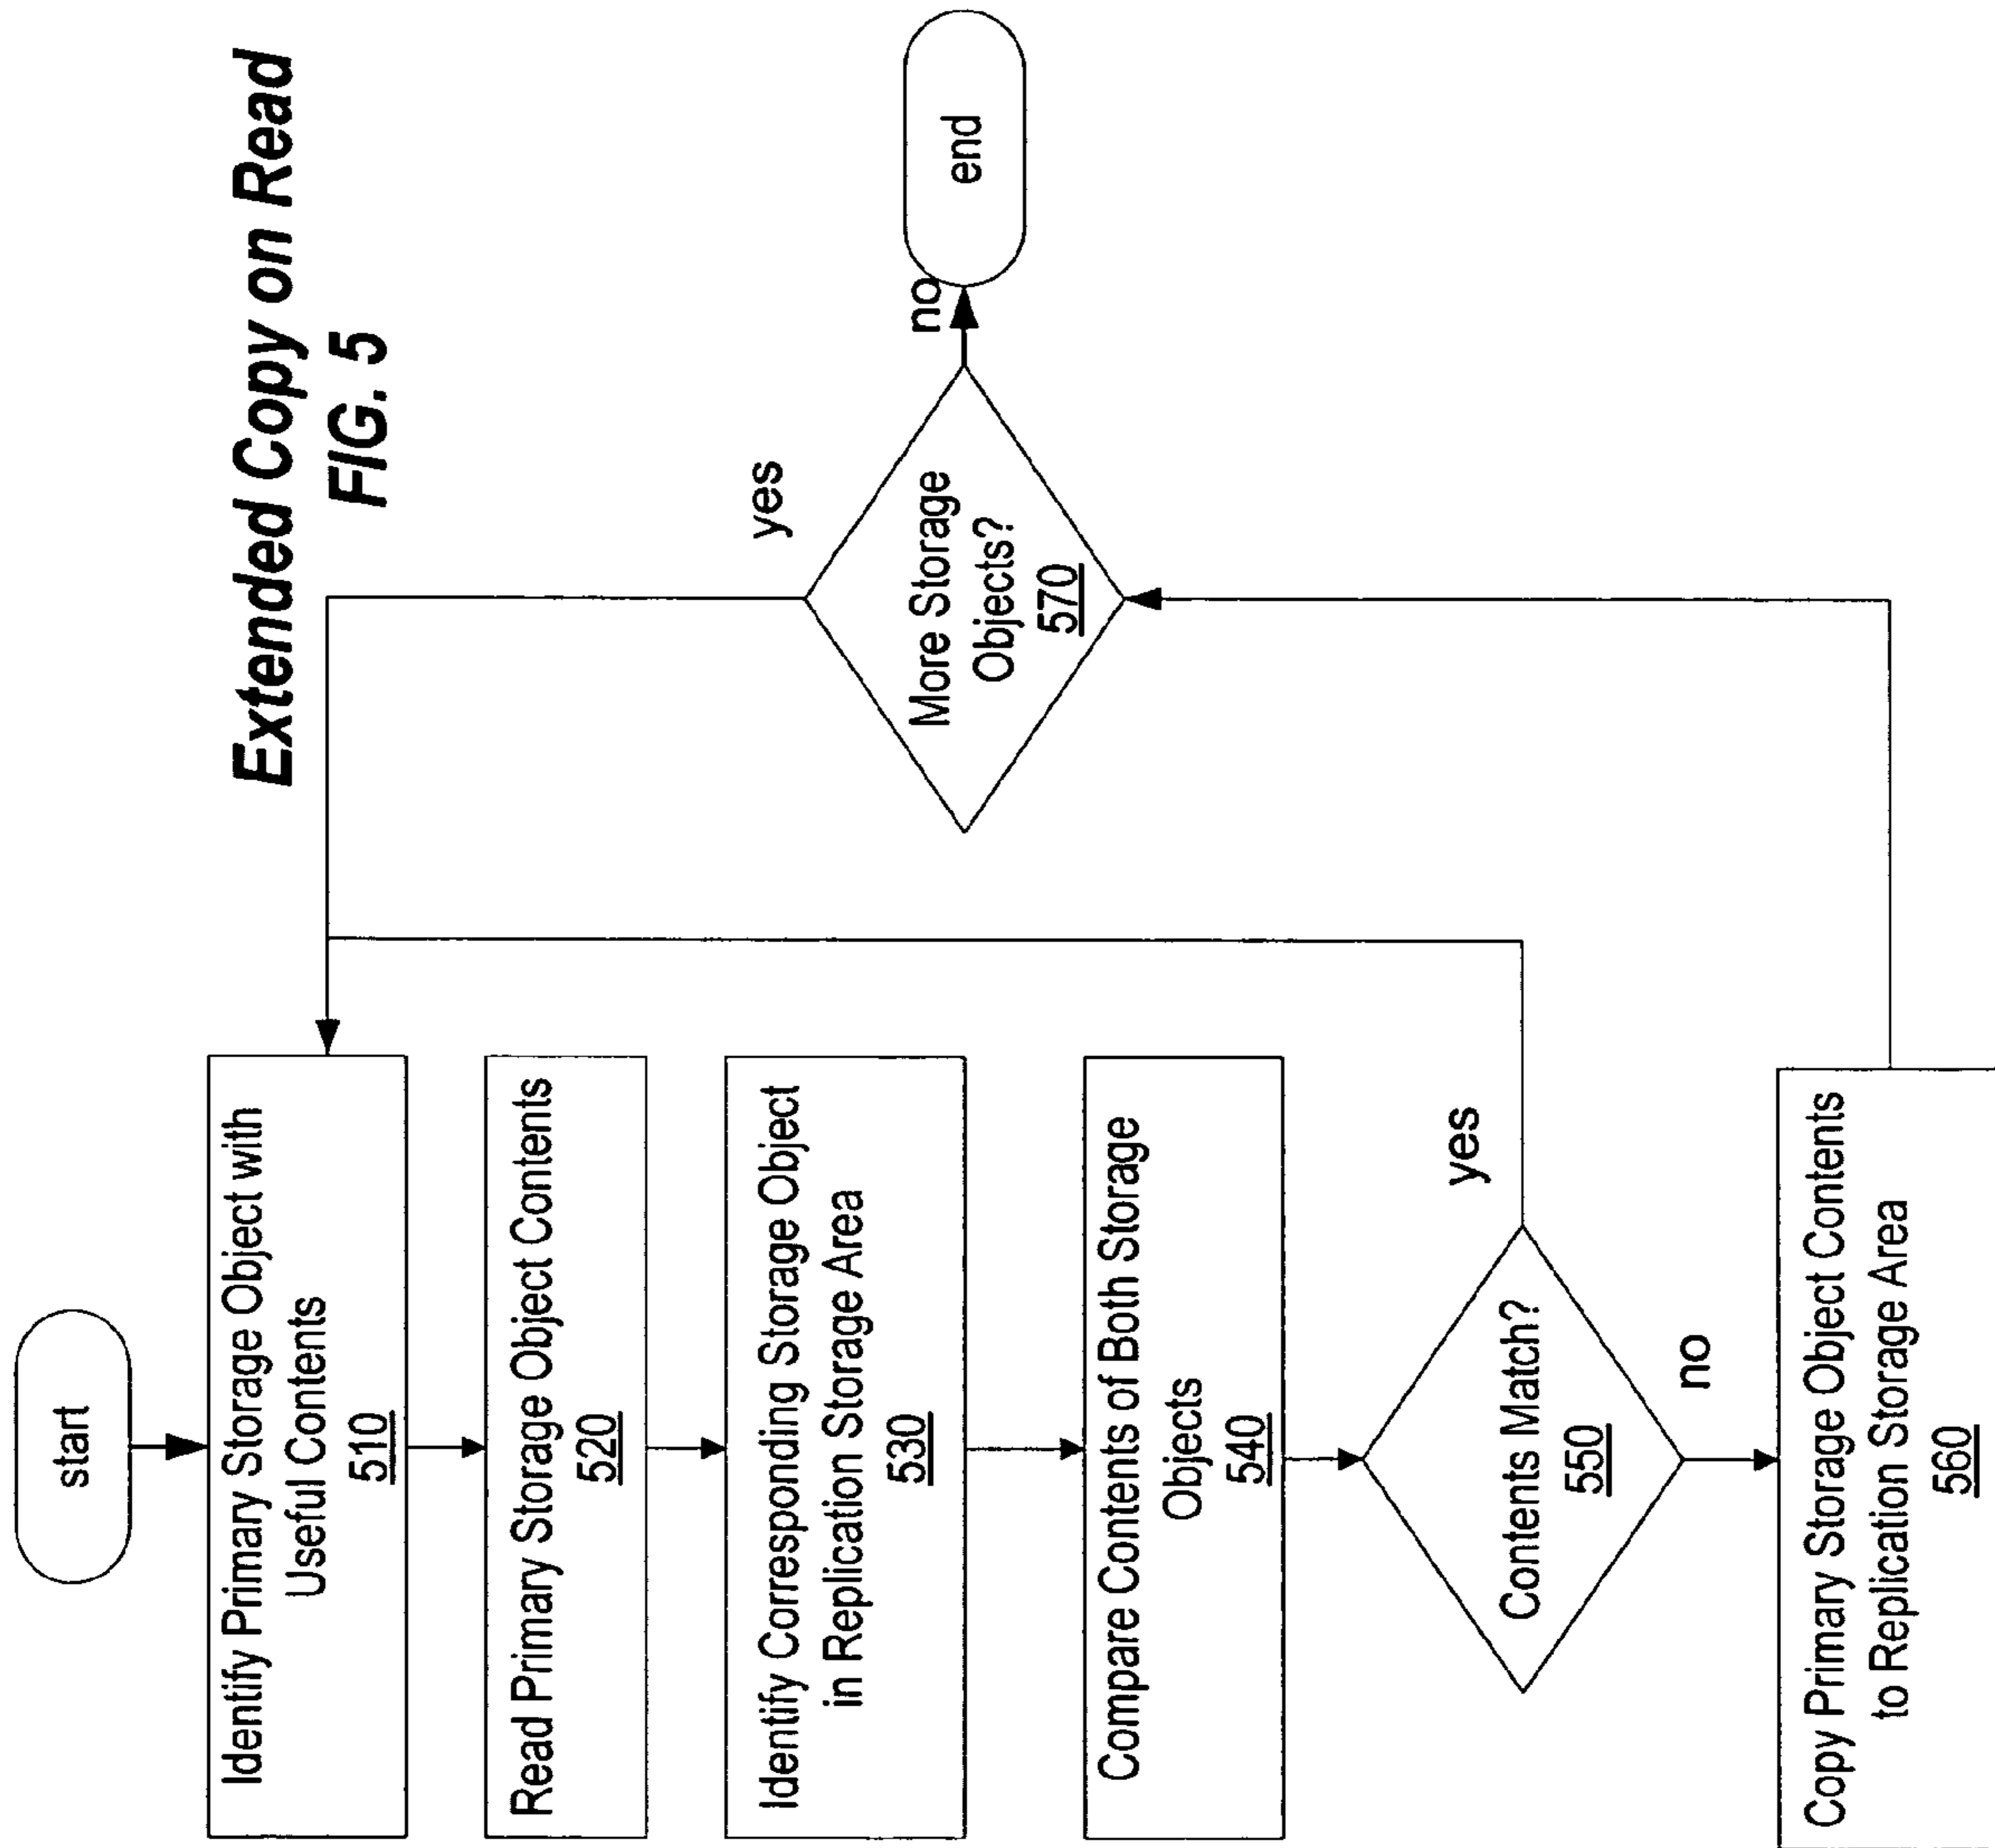 Extended Copy on Read
FIG. 5
start
Identify Primary Storage Object with
Useful Contents
510
Read Primary Storage Object Contents
520
Identify Corresponding Storage Object
in Replication Storage Area
530
Compare Contents of Both Storage
Objects
540
Contents Match?
550
yes
no
Copy Primary Storage Object Contents
to Replication Storage Area
560
More Storage
Objects?
570
yes
no
end